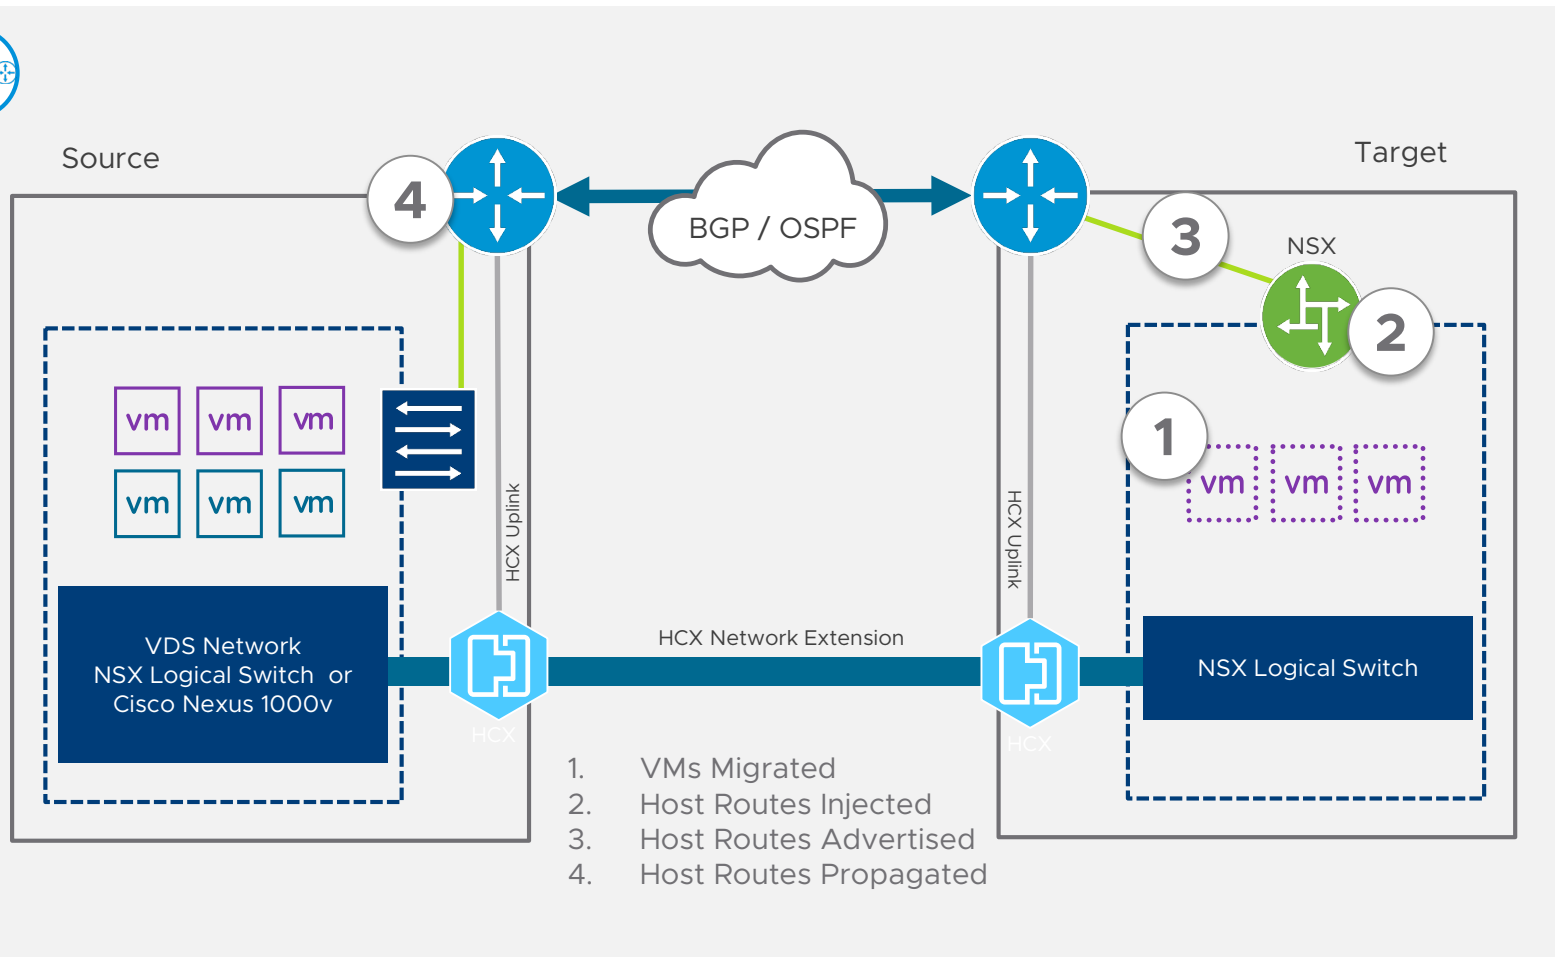 Source
Target
4
BGP / OSPF
3
NSX
2
vm vm vm
vm vm vm
1
vm vm vm
HCX Uplink
HCX Uplink
VDS Network
NSX Logical Switch or
Cisco Nexus 1000v
HCX Network Extension
NSX Logical Switch
HCX
HCX
1. VMs Migrated
2. Host Routes Injected
3. Host Routes Advertised
4. Host Routes Propagated